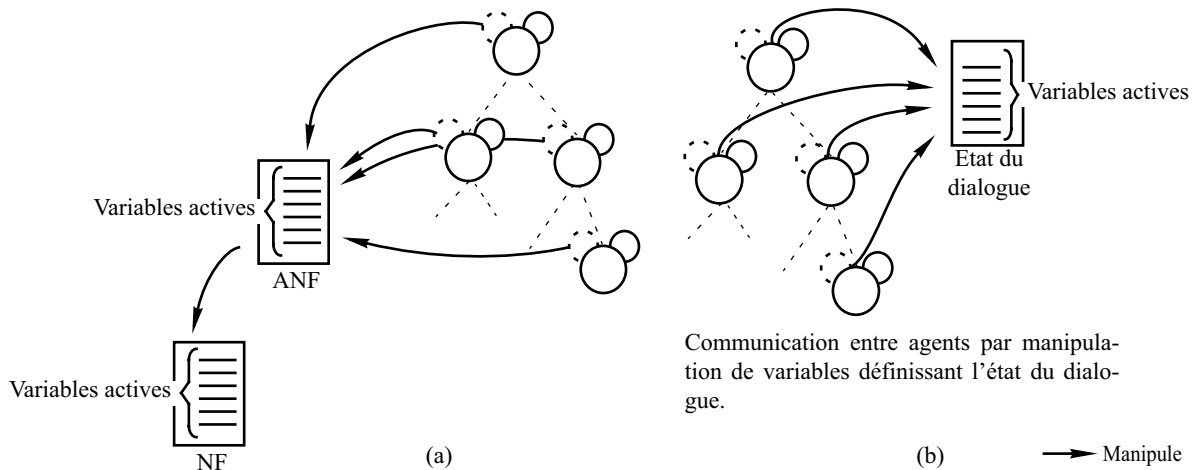 Variables actives
ANF
Variables actives
NF
(a)
Variables actives
Etat du
dialogue
Communication entre agents par manipula-
tion de variables définissant l'état du dialo-
gue.
(b)
Manipule